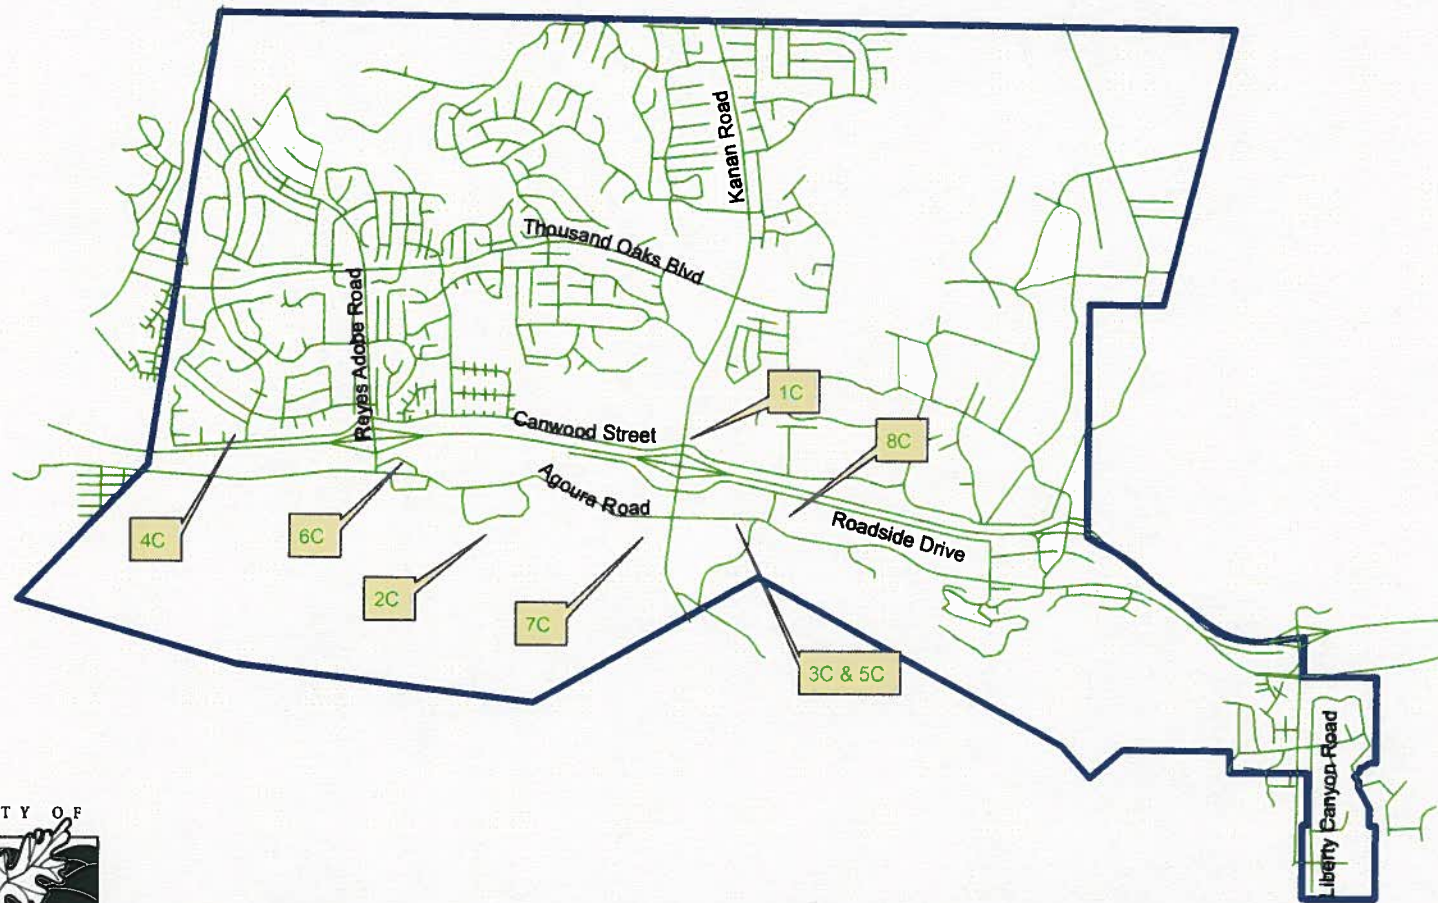 Kanan Road
Thousand Oaks Blvd
Reyes Adobe Road
1C
Canwood Street
8C
Agoura Road
Roadside Drive
4C
6C
2C
7C
3C & 5C
Liberty Canyon Road
TY OF